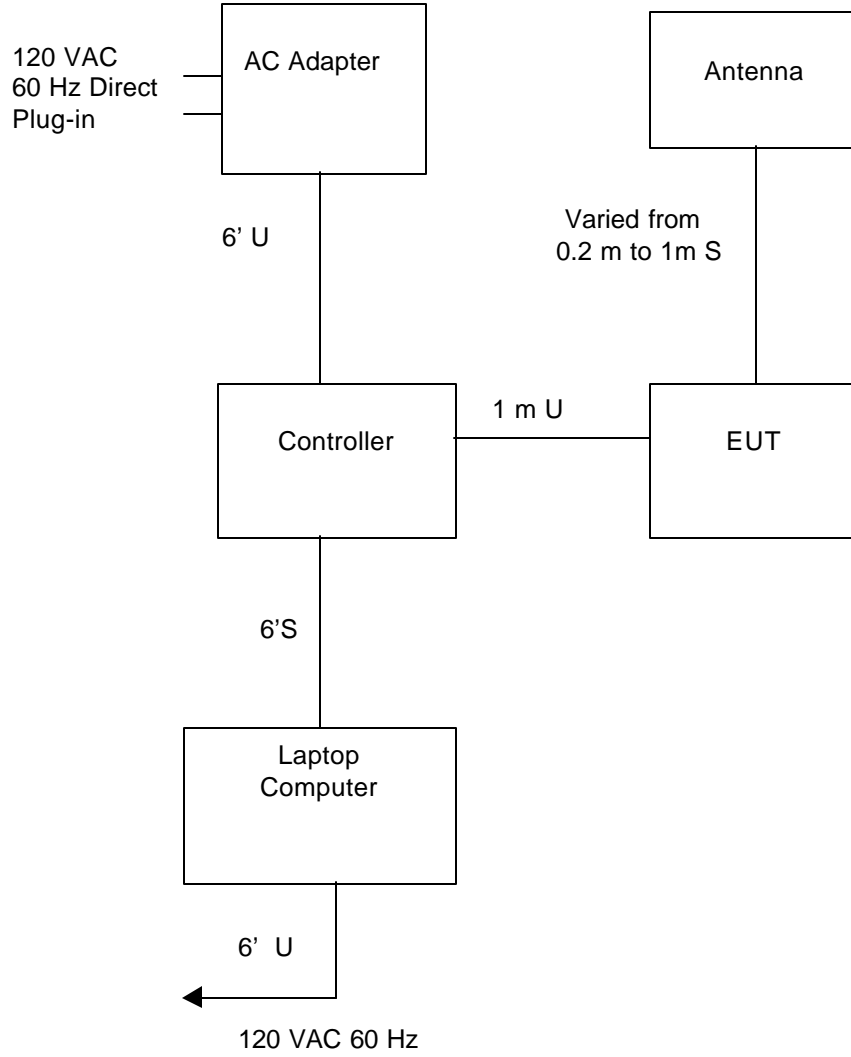 120 VAC
60 Hz Direct
Plug-in
AC Adapter
Antenna
6’ U
Varied from
0.2 m to 1m S
Controller
1 m U
EUT
6’S
Laptop
Computer
6’ U
120 VAC 60 Hz